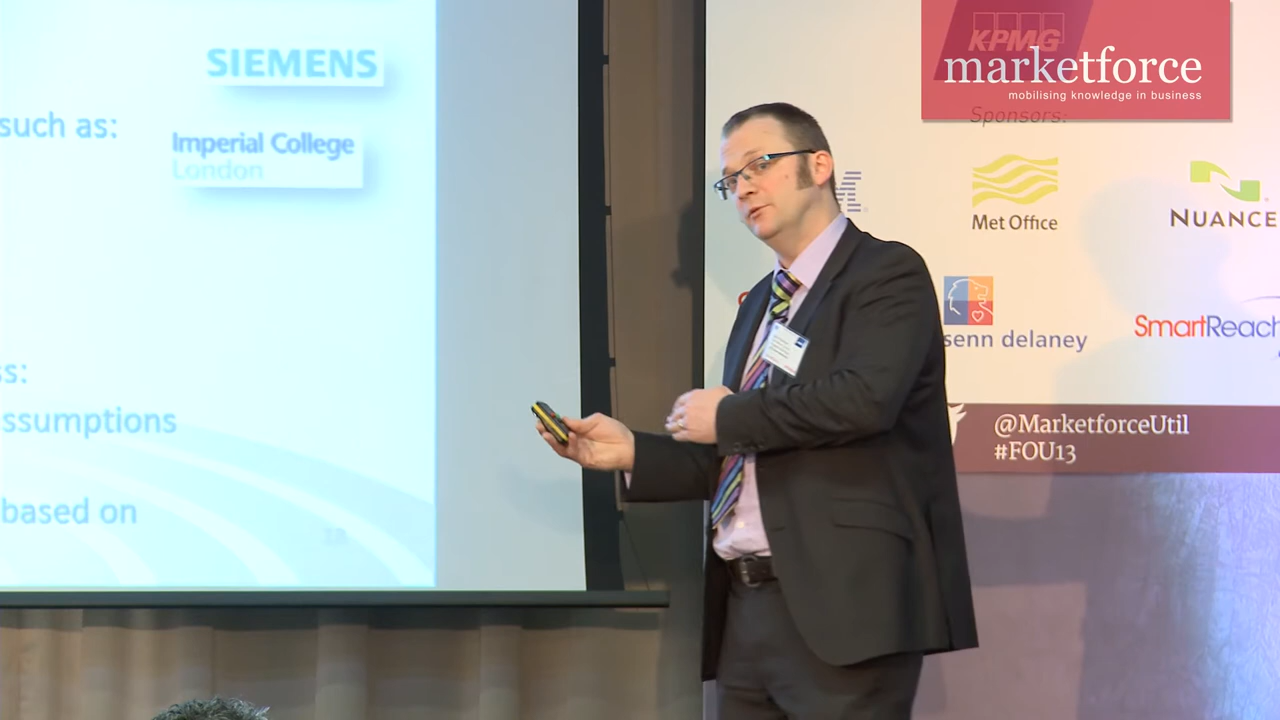 SIEMENS
such as:
Imperial College
London
ss:
ssumptions
based on
18
KPMG
marketforce
mobilising knowledge in business
Sponsors:
Met Office
NUANCE
senn delaney
SmartReach
@MarketforceUtil
#FOU13